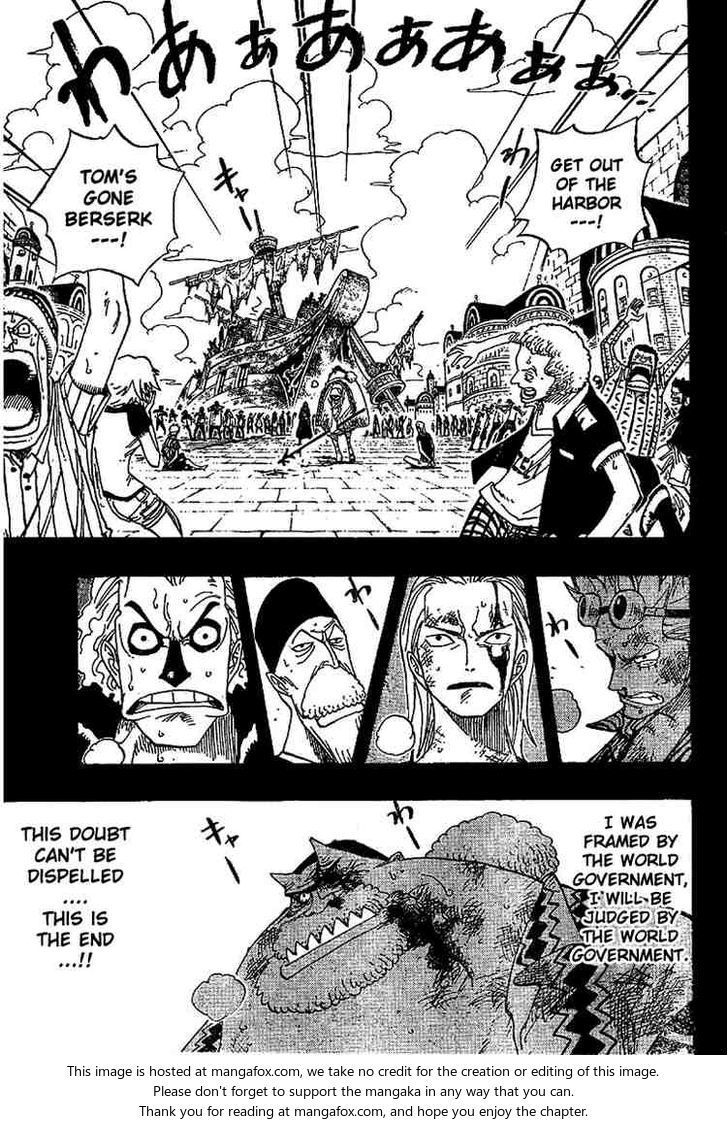 わあああああああ...
GET OUT
OF THE
HARBOR
---!
わー
キャー
TOM'S
GONE
BERSERK
---!
わー
I WAS
FRAMED BY
THE WORLD
GOVERNMENT,
I WILL BE
JUDGED BY
THE WORLD
GOVERNMENT.
わー
キャー
THIS DOUBT
CAN'T BE
DISPELLED
....
THIS IS
THE END
...!!
This image is hosted at mangafox.com, we take no credit for the creation or editing of this image.
Please don't forget to support the mangaka in any way that you can.
Thank you for reading at mangafox.com, and hope you enjoy the chapter.